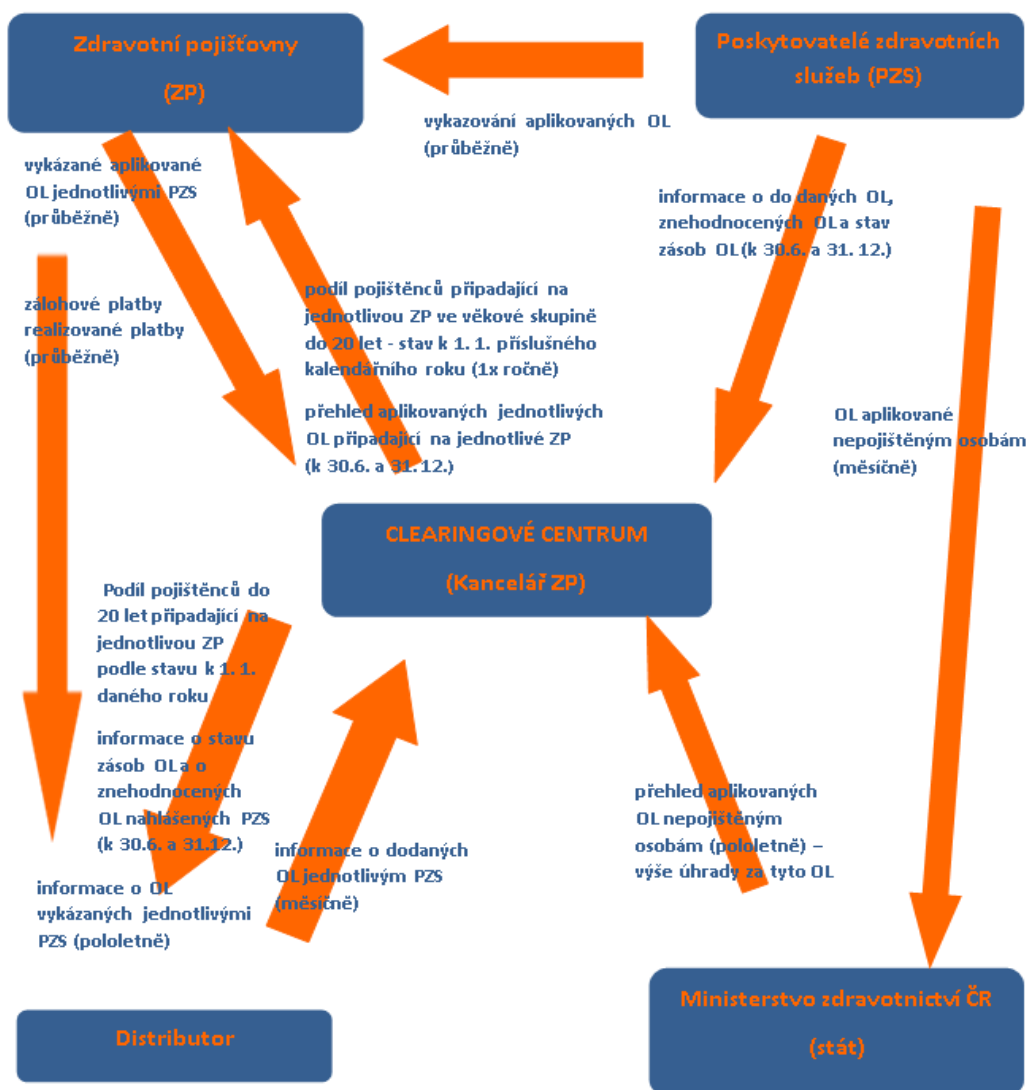 Zdravotní pojišťovny
(ZP)
Poskytovatelé zdravotních
služeb (PZS)
vykazování aplikovaných OL
(průběžně)
vykázané aplikované
OL jednotlivými PZS
(průběžně)
informace o do daných OL,
znehodnocených OL a stav
zásob OL (k 30.6. a 31. 12.)
zálohové platby
realizované platby
(průběžně)
podíl pojištěnců připadající na
jednotlivou ZP ve věkové skupině
do 20 let - stav k 1. 1. příslušného
kalendářního roku (1x ročně)
přehled aplikovaných jednotlivých
OL připadající na jednotlivé ZP
(k 30.6. a 31. 12.)
OL aplikované
nepojištěným osobám
(měsíčně)
CLEARINGOVÉ CENTRUM
(Kancelář ZP)
Podíl pojištěnců do
20 let připadající na
jednotlivou ZP
podle stavu k 1. 1.
daného roku
informace o stavu
zásob OL a o
znehodnocených
OL nahlášených PZS
(k 30.6. a 31.12.)
informace o dodaných
OL jednotlivým PZS
(měsíčně)
přehled aplikovaných
OL nepojištěným
osobám (pololetně) –
výše úhrady za tyto OL
informace o OL
vykázaných jednotlivými
PZS (pololetně)
Distributor
Ministerstvo zdravotnictví ČR
(stát)